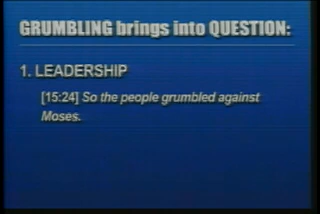 GRUMBLING brings into QUESTION:
1. LEADERSHIP
[15:24] So the people grumbled against
Moses.